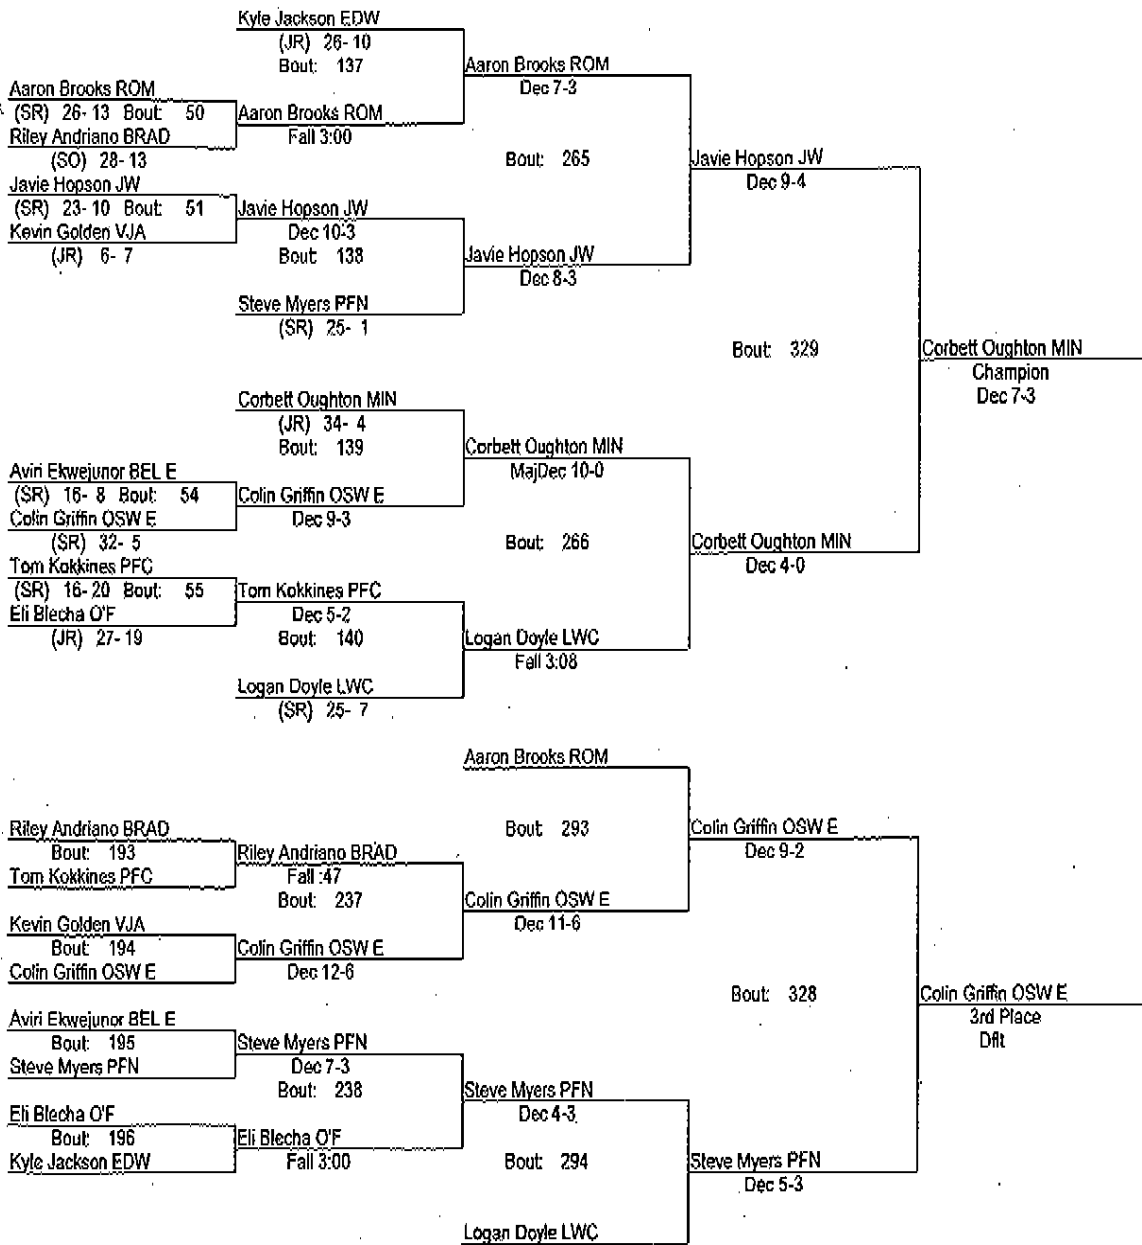 Kyle Jackson EDW
(JR) 26- 10
Bout: 137
Aaron Brooks ROM
Dec 7-3
Aaron Brooks ROM
(SR) 26- 13 Bout: 50
Aaron Brooks ROM
Fall 3:00
Riley Andriano BRAD
(SO) 28- 13
Bout: 265
Javie Hopson JW
Dec 9-4
Javie Hopson JW
(SR) 23- 10 Bout: 51
Javie Hopson JW
Dec 10-3
Kevin Golden VJA
(JR) 6- 7
Bout: 138
Javie Hopson JW
Dec 8-3
Steve Myers PFN
(SR) 25- 1
Bout: 329
Corbett Oughton MIN
Champion
Dec 7-3
Corbett Oughton MIN
(JR) 34- 4
Bout: 139
Corbett Oughton MIN
MajDec 10-0
Aviri Ekwejunor BEL E
(SR) 16- 8 Bout: 54
Colin Griffin OSW E
Dec 9-3
Colin Griffin OSW E
(SR) 32- 5
Bout: 266
Corbett Oughton MIN
Dec 4-0
Tom Kokkines PFC
(SR) 16- 20 Bout: 55
Tom Kokkines PFC
Dec 5-2
Eli Blecha O'F
(JR) 27- 19
Bout: 140
Logan Doyle LWC
Fall 3:08
Logan Doyle LWC
(SR) 25- 7
Aaron Brooks ROM
Bout: 293
Colin Griffin OSW E
Dec 9-2
Riley Andriano BRAD
Bout: 193
Riley Andriano BRAD
Fall :47
Tom Kokkines PFC
Bout: 237
Colin Griffin OSW E
Dec 11-6
Kevin Golden VJA
Bout: 194
Colin Griffin OSW E
Dec 12-6
Colin Griffin OSW E
Bout: 328
Colin Griffin OSW E
3rd Place
Dflt
Aviri Ekwejunor BEL E
Bout: 195
Steve Myers PFN
Dec 7-3
Steve Myers PFN
Bout: 238
Steve Myers PFN
Dec 4-3
Eli Blecha O'F
Bout: 196
Eli Blecha O'F
Fall 3:00
Kyle Jackson EDW
Bout: 294
Steve Myers PFN
Dec 5-3
Logan Doyle LWC